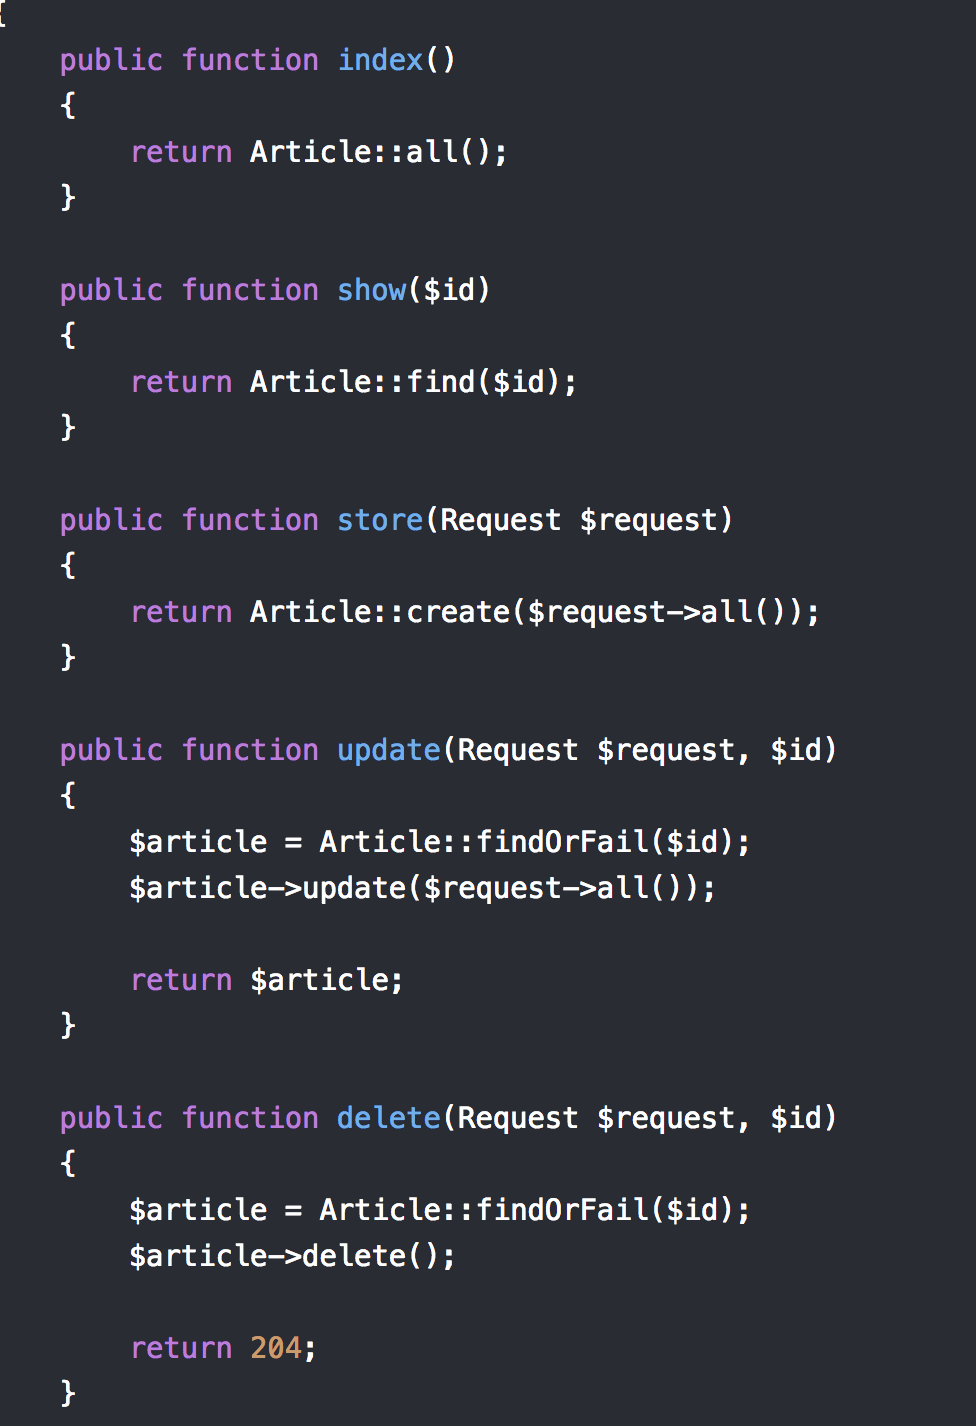 {
    public function index()
    {
        return Article::all();
    }

    public function show($id)
    {
        return Article::find($id);
    }

    public function store(Request $request)
    {
        return Article::create($request->all());
    }

    public function update(Request $request, $id)
    {
        $article = Article::findOrFail($id);
        $article->update($request->all());

        return $article;
    }

    public function delete(Request $request, $id)
    {
        $article = Article::findOrFail($id);
        $article->delete();

        return 204;
    }